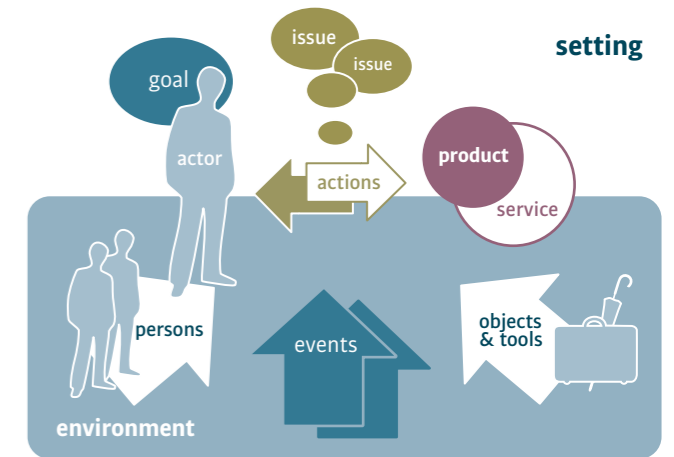 issue
setting
issue
goal
product
actor
actions
service
persons
objects
& tools
events
environment